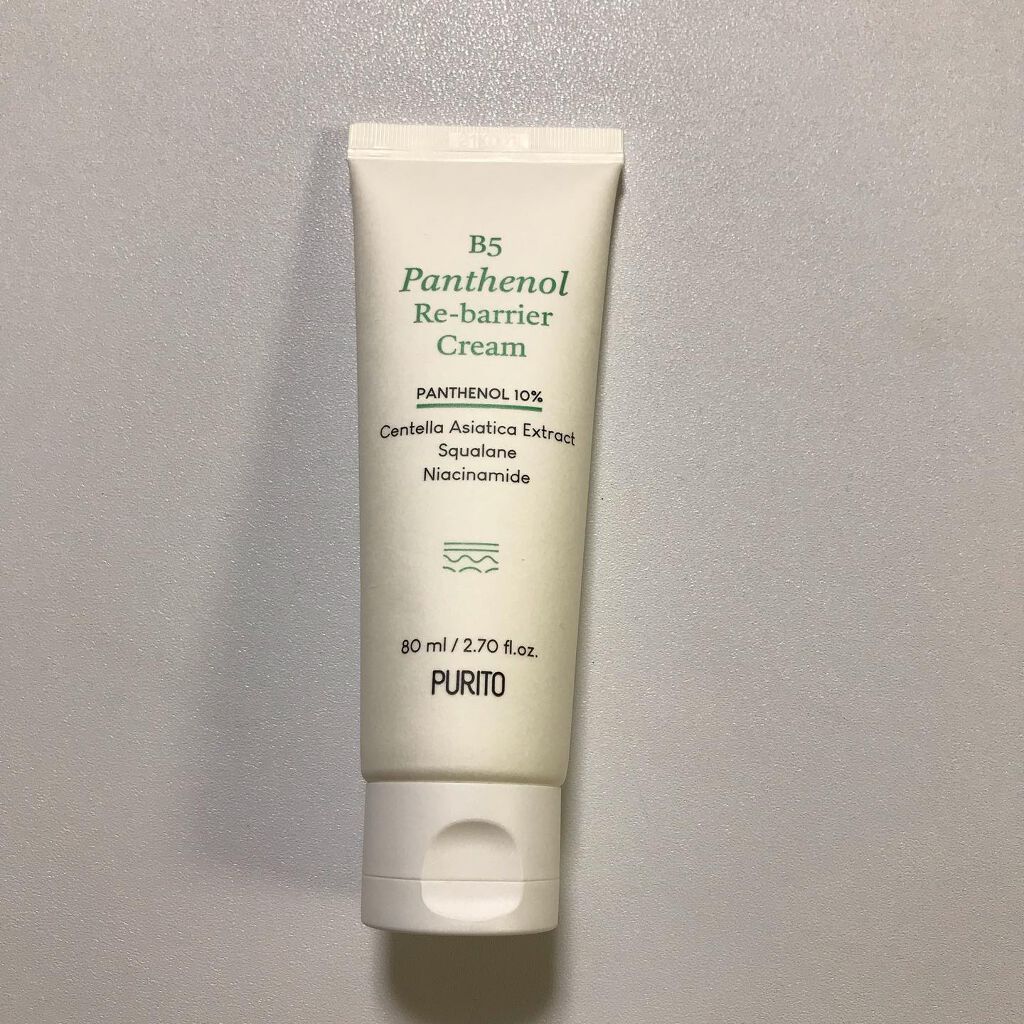 B5
Panthenol
Re-barrier
Cream
PANTHENOL 10%
Centella Asiatica Extract
Squalane
Niacinamide
80 ml / 2.70 fl.oz.
PURITO